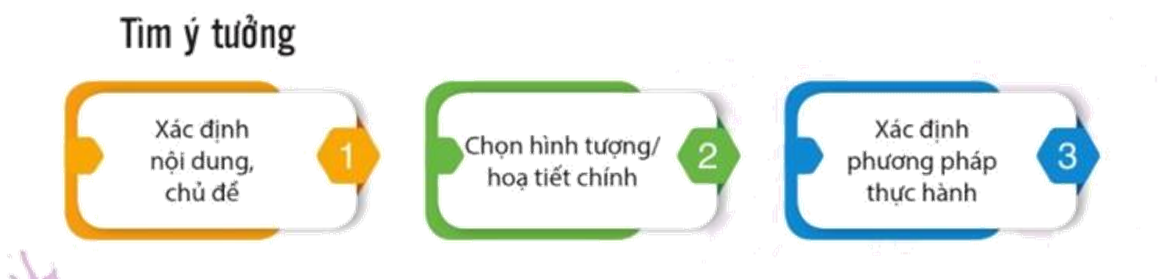 Tìm ý tưởng
Xác định
nội dung,
chủ đề
1
Chọn hình tượng/
hoạ tiết chính
2
Xác định
phương pháp
thực hành
3